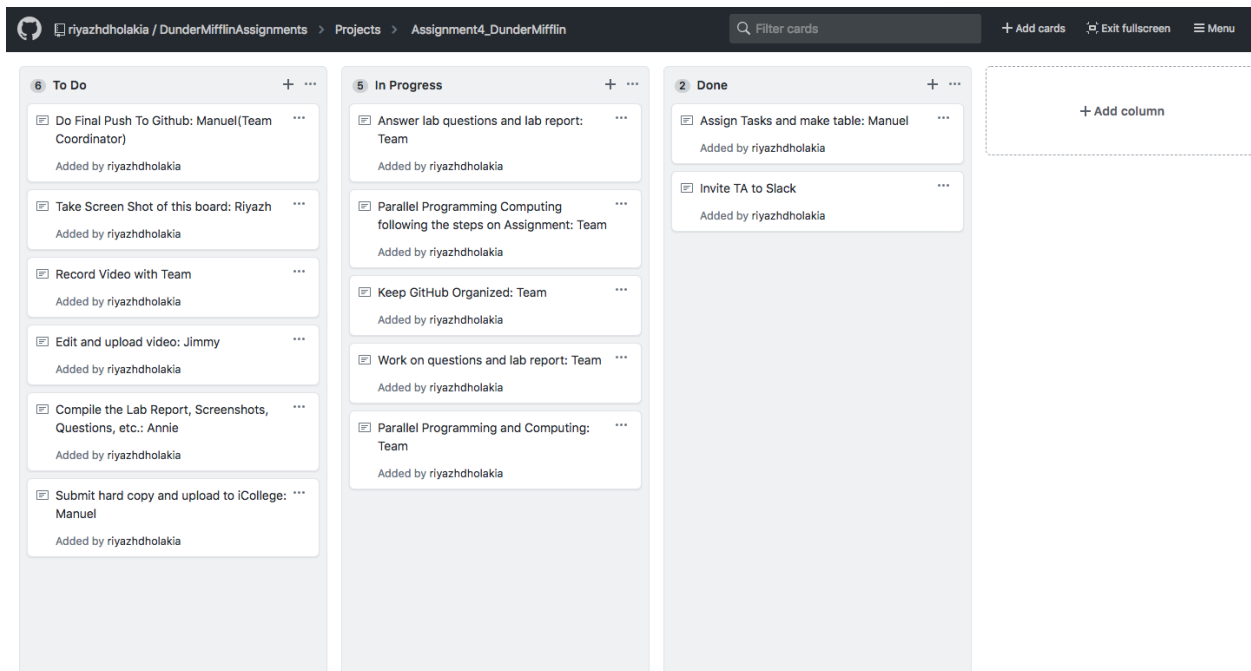 riyazhdholakia / DunderMifflinAssignments > Projects > Assignment4_DunderMifflin
Filter cards
+ Add cards
Exit fullscreen
Menu
6 To Do
Do Final Push To Github: Manuel(Team
Coordinator)
Added by riyazhdholakia
Take Screen Shot of this board: Riyazh
Added by riyazhdholakia
Record Video with Team
Added by riyazhdholakia
Edit and upload video: Jimmy
Added by riyazhdholakia
Compile the Lab Report, Screenshots,
Questions, etc.: Annie
Added by riyazhdholakia
Submit hard copy and upload to iCollege:
Manuel
Added by riyazhdholakia
5 In Progress
Answer lab questions and lab report:
Team
Added by riyazhdholakia
Parallel Programming Computing
following the steps on Assignment: Team
Added by riyazhdholakia
Keep GitHub Organized: Team
Added by riyazhdholakia
Work on questions and lab report: Team
Added by riyazhdholakia
Parallel Programming and Computing:
Team
Added by riyazhdholakia
2 Done
Assign Tasks and make table: Manuel
Added by riyazhdholakia
Invite TA to Slack
Added by riyazhdholakia
+ Add column